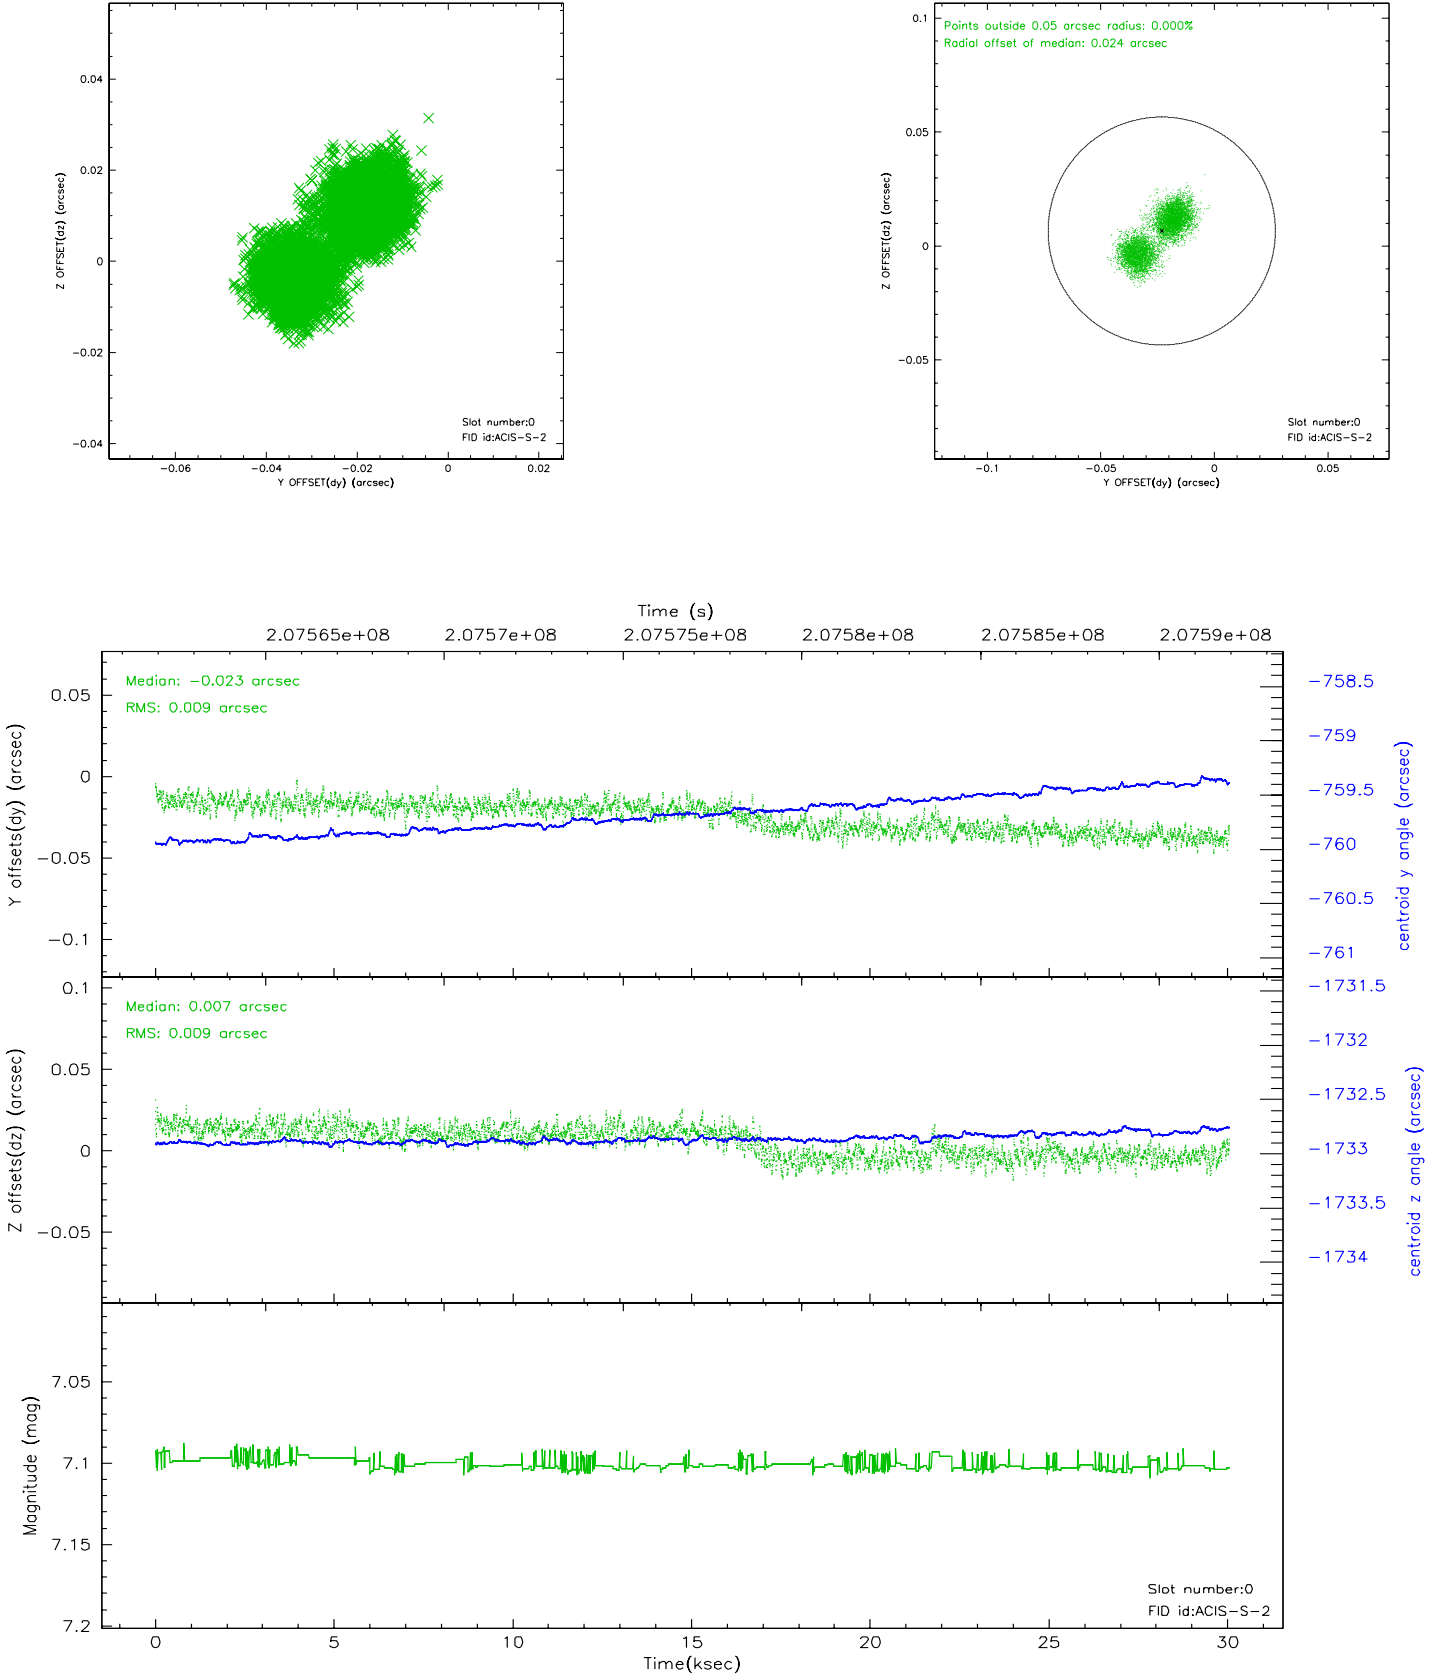 0.04
0.02
0
-0.02
-0.04
Z OFFSET(dz) (arcsec)
Slot number:0
FID id:ACIS-S-2
-0.06 -0.04 -0.02 0 0.02
Y OFFSET(dy) (arcsec)
Points outside 0.05 arcsec radius: 0.000%
Radial offset of median: 0.024 arcsec
0.1
0.05
0
-0.05
Z OFFSET(dz) (arcsec)
Slot number:0
FID id:ACIS-S-2
-0.1 -0.05 0 0.05
Y OFFSET(dy) (arcsec)
Time (s)
2.07565e+08 2.0757e+08 2.07575e+08 2.0758e+08 2.07585e+08 2.0759e+08
Median: -0.023 arcsec
RMS: 0.009 arcsec
0.05
0
-0.05
-0.1
Y offsets(dy) (arcsec)
-758.5
-759
-759.5
-760
-760.5
-761
centroid y angle (arcsec)
Median: 0.007 arcsec
RMS: 0.009 arcsec
0.1
0.05
0
-0.05
Z offsets(dz) (arcsec)
-1731.5
-1732
-1732.5
-1733
-1733.5
-1734
centroid z angle (arcsec)
7.05
7.1
7.15
7.2
Magnitude (mag)
Slot number:0
FID id:ACIS-S-2
0 5 10 15 20 25 30
Time(ksec)